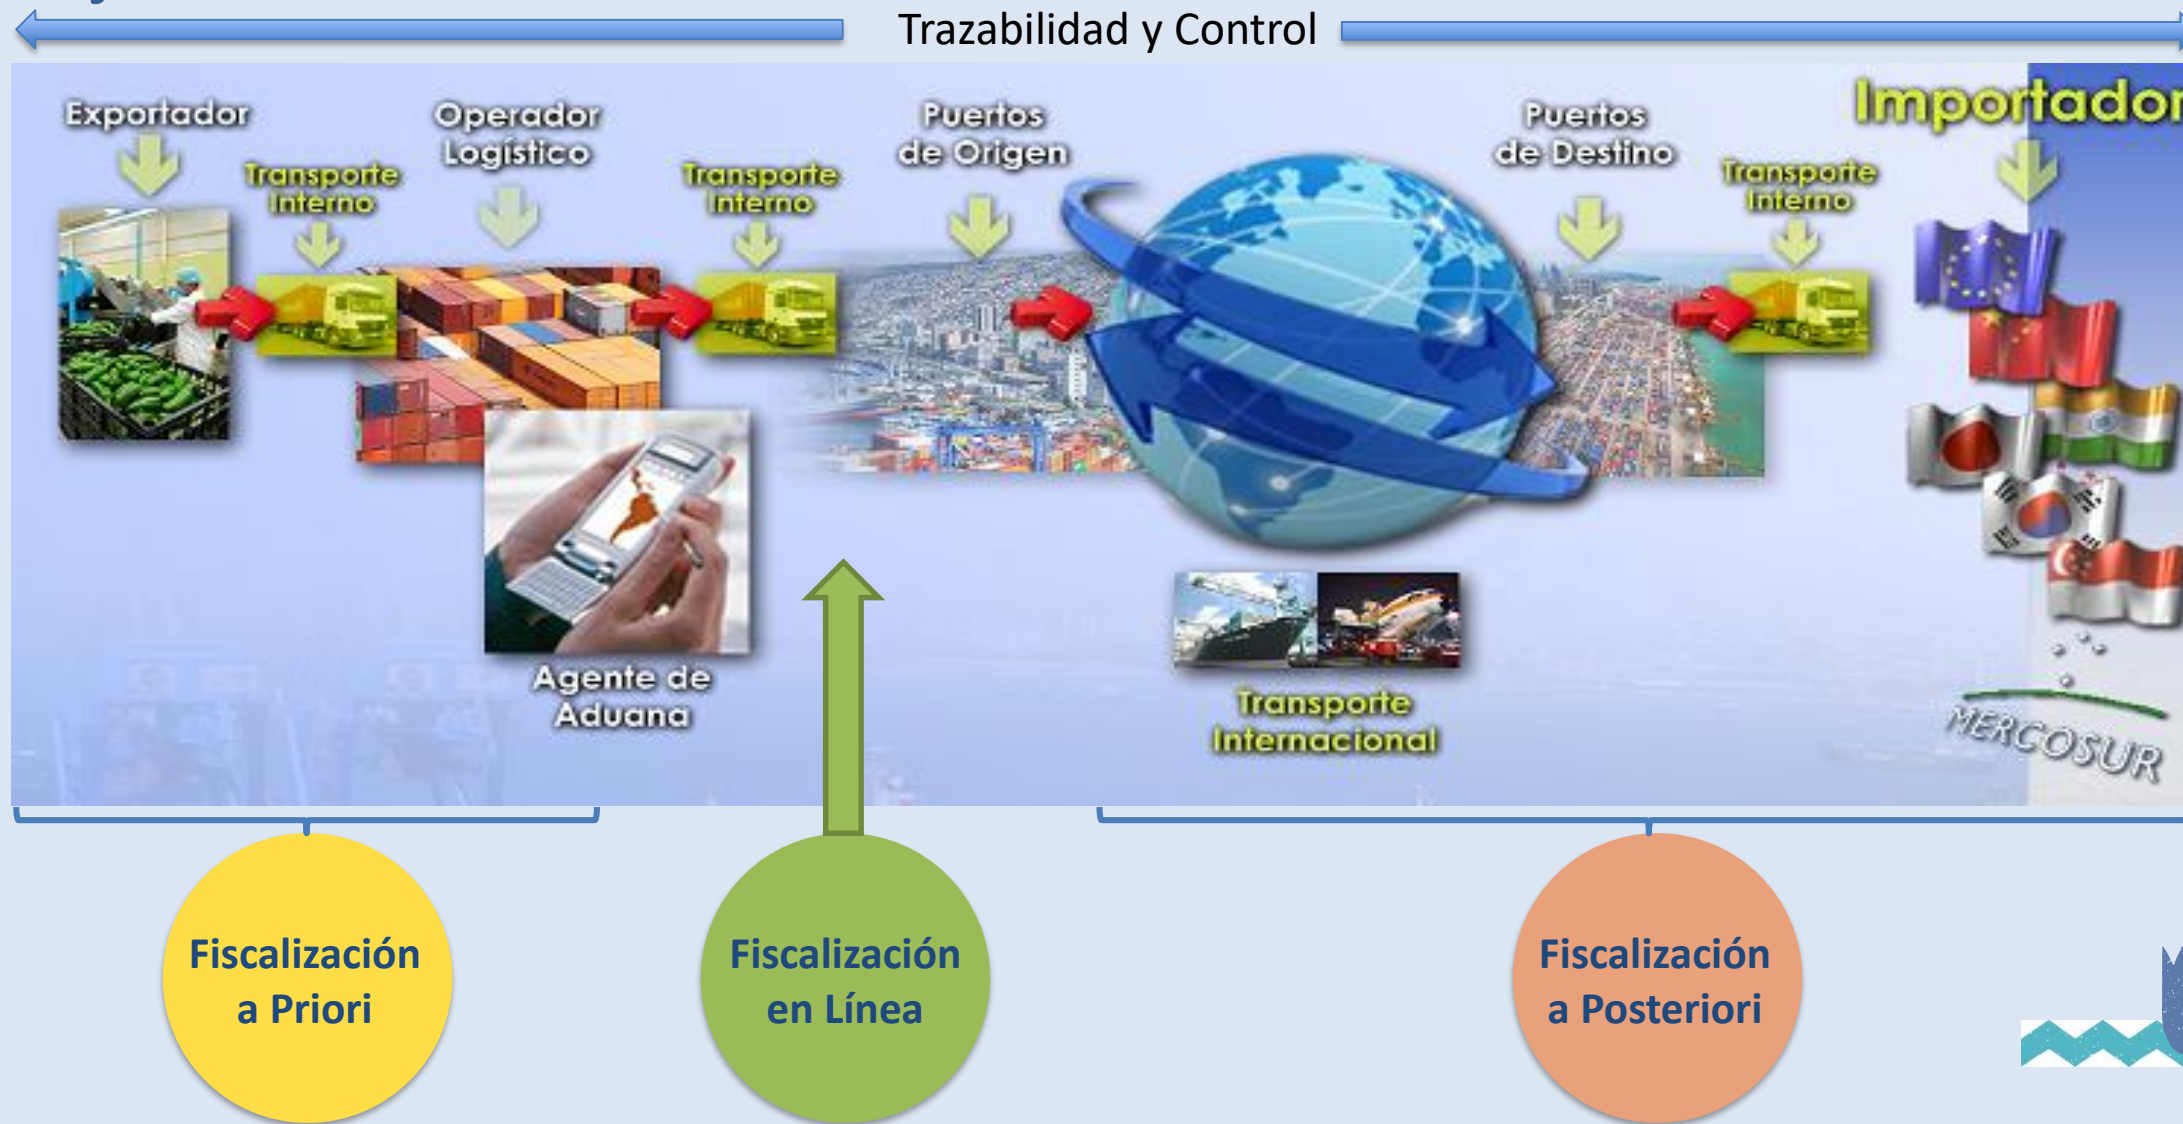 Trazabilidad y Control
Exportador
Transporte
Interno
Operador
Logístico
Transporte
Interno
Puertos
de Origen
Puertos
de Destino
Transporte
Interno
Importador
Agente de
Aduana
Transporte
Internacional
MERCOSUR
Fiscalización
a Priori
Fiscalización
en Línea
Fiscalización
a Posteriori